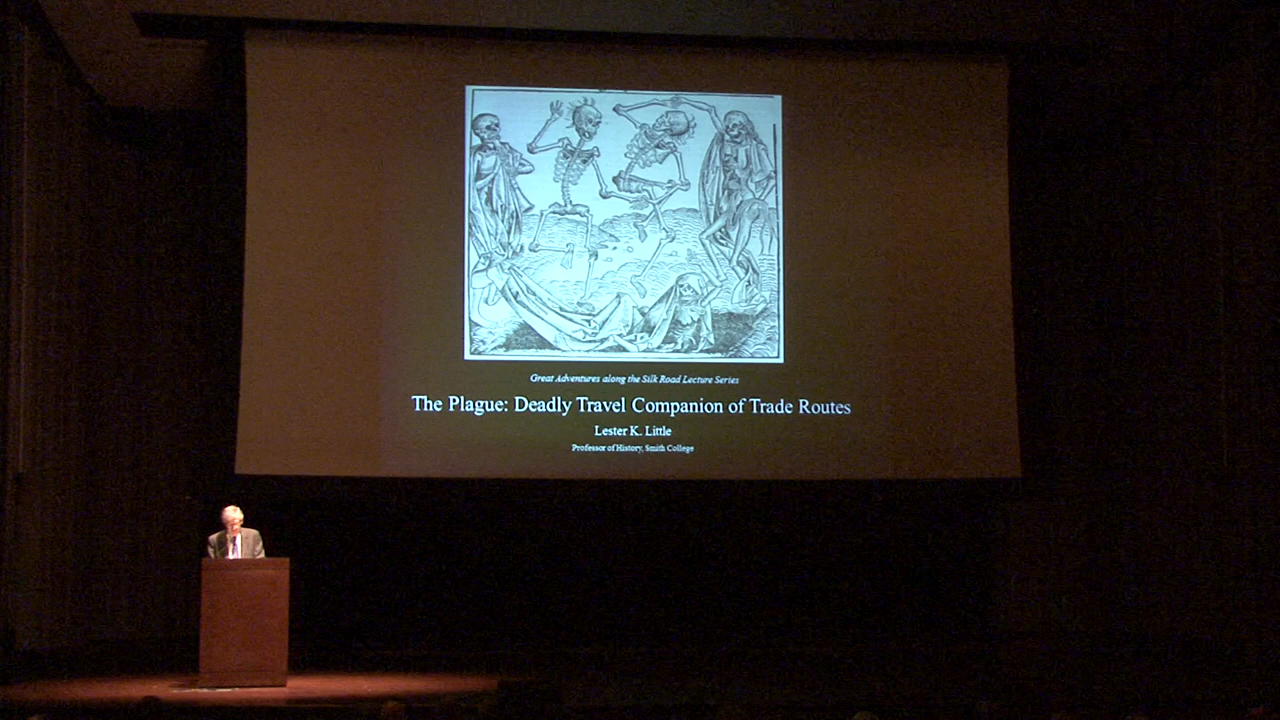 Great Adventures along the Silk Road Lecture Series
The Plague: Deadly Travel Companion of Trade Routes
Lester K. Little
Professor of History, Smith College